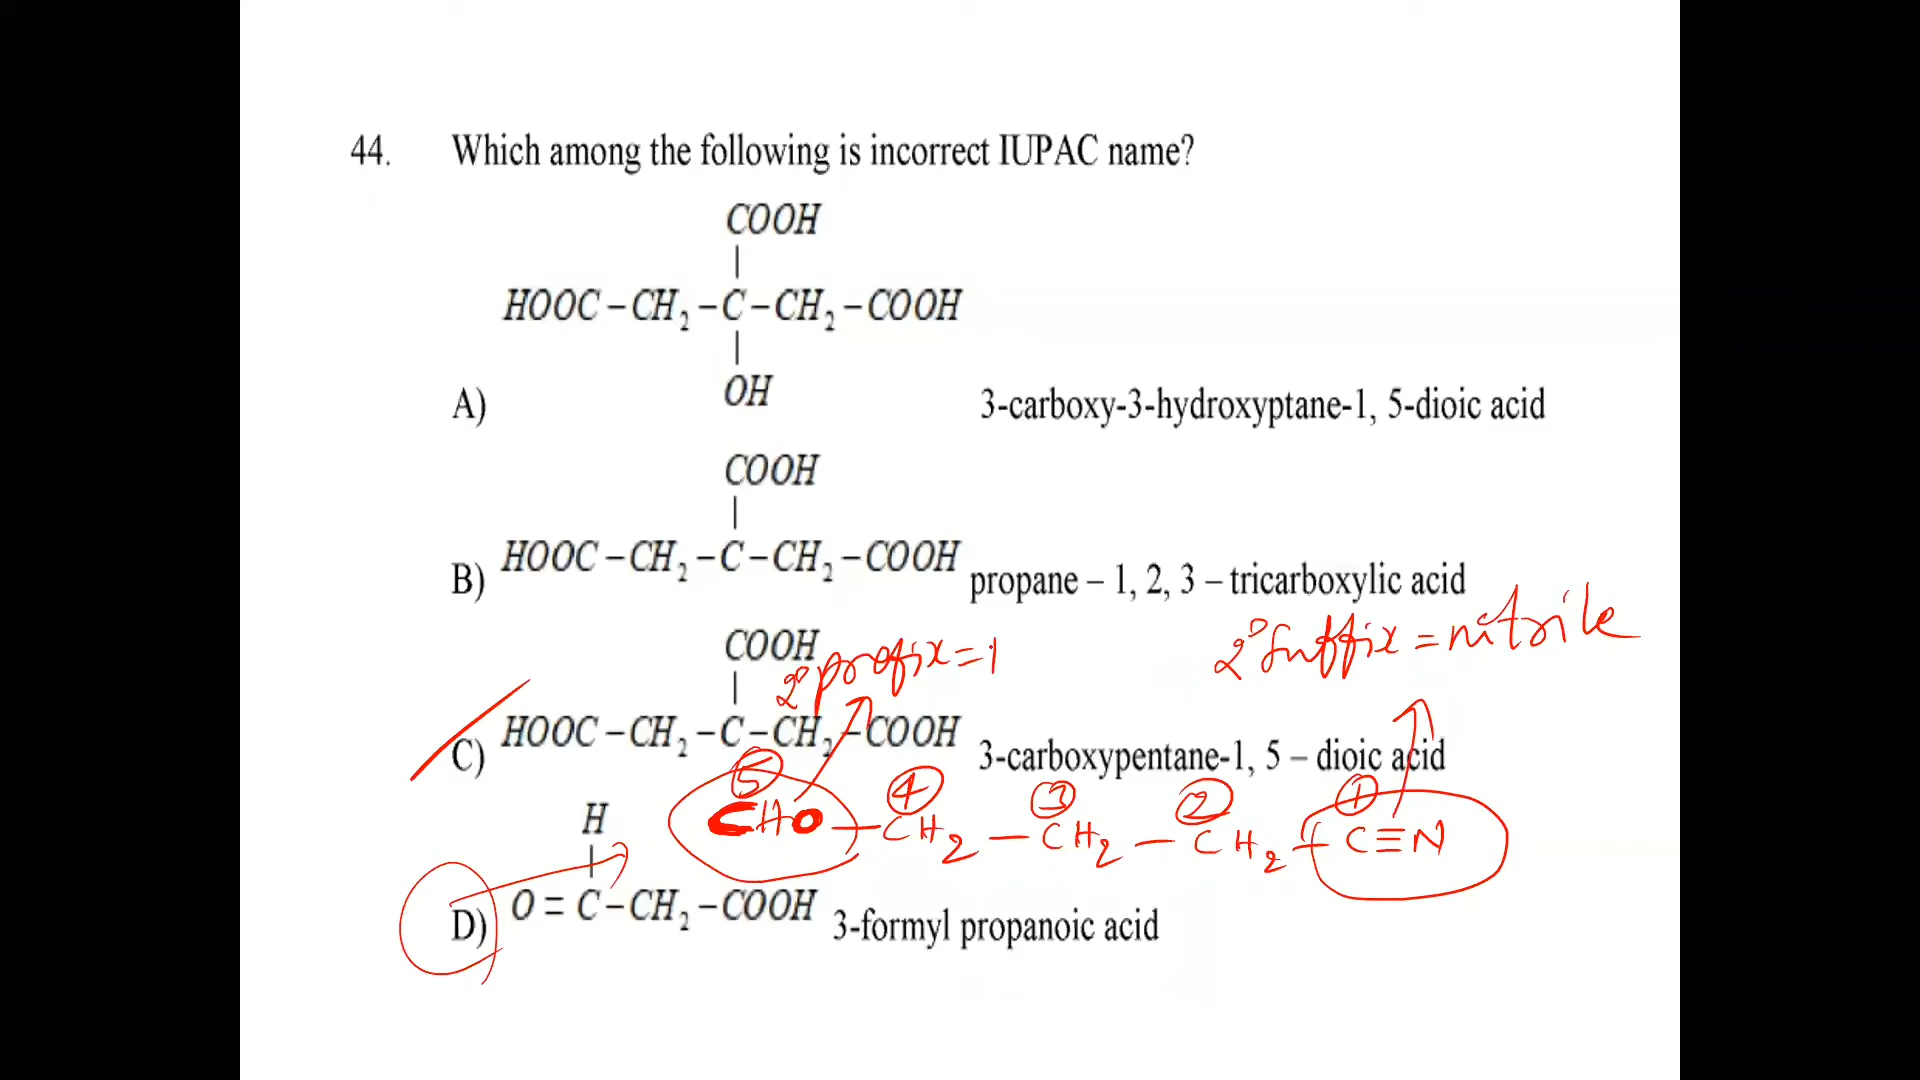 44. Which among the following is incorrect IUPAC name?
COOH
|
HOOC – CH₂ – C – CH₂ – COOH
|
OH
A) 3-carboxy-3-hydroxyptane-1, 5-dioic acid
COOH
|
HOOC – CH₂ – C – CH₂ – COOH
B) propane – 1, 2, 3 – tricarboxylic acid
2° suffix = nitrile
COOH
2° prefix = 1
|
HOOC – CH₂ – C – CH₂ – COOH
C) 3-carboxypentane-1, 5 – dioic acid
5 4 3 2 1
CHO – CH₂ – CH₂ – CH₂ – C≡N
H
|
O = C – CH₂ – COOH
D) 3-formyl propanoic acid